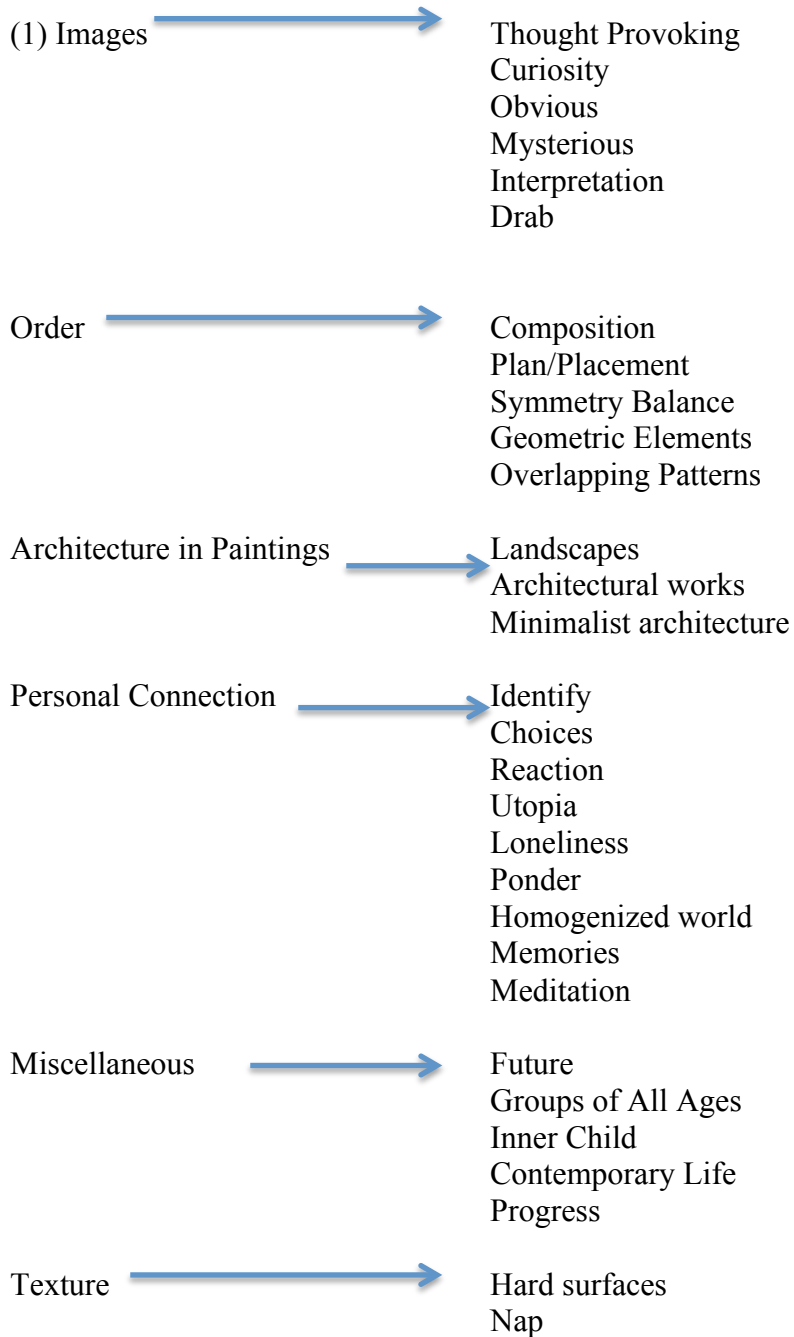 (1) Images Thought Provoking
Curiosity
Obvious
Mysterious
Interpretation
Drab
Order Composition
Plan/Placement
Symmetry Balance
Geometric Elements
Overlapping Patterns
Architecture in Paintings Landscapes
Architectural works
Minimalist architecture
Personal Connection Identify
Choices
Reaction
Utopia
Loneliness
Ponder
Homogenized world
Memories
Meditation
Miscellaneous Future
Groups of All Ages
Inner Child
Contemporary Life
Progress
Texture Hard surfaces
Nap